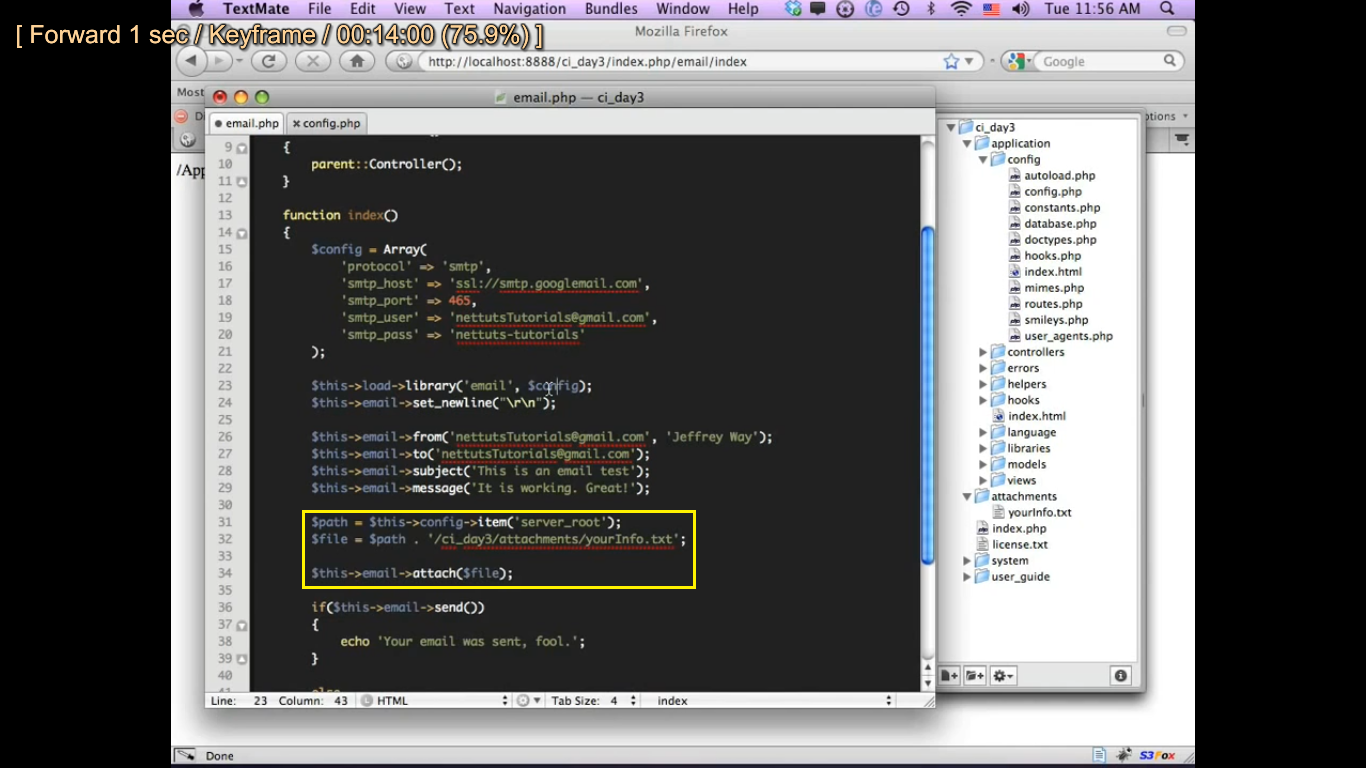 TextMate File Edit View Text Navigation Bundles Window Help Tue 11:56 AM
[ Forward 1 sec / Keyframe / 00:14:00 (75.9%) ]
Mozilla Firefox
http://localhost:8888/ci_day3/index.php/email/index
Google
Most
email.php — ci_day3
email.php
config.php
/App
9 {
10 parent::Controller();
11 }
12
13 function index()
14 {
15 $config = Array(
16 'protocol' => 'smtp',
17 'smtp_host' => 'ssl://smtp.googlemail.com',
18 'smtp_port' => 465,
19 'smtp_user' => 'nettutsTutorials@gmail.com',
20 'smtp_pass' => 'nettuts-tutorials'
21 );
22
23 $this->load->library('email', $config);
24 $this->email->set_newline("\r\n");
25
26 $this->email->from('nettutsTutorials@gmail.com', 'Jeffrey Way');
27 $this->email->to('nettutsTutorials@gmail.com');
28 $this->email->subject('This is an email test');
29 $this->email->message('It is working. Great!');
30
31 $path = $this->config->item('server_root');
32 $file = $path . '/ci_day3/attachments/yourInfo.txt';
33
34 $this->email->attach($file);
35
36 if($this->email->send())
37 {
38 echo 'Your email was sent, fool.';
39 }
40
Line: 23 Column: 43 HTML Tab Size: 4 index
ptions
ci_day3
application
config
autoload.php
config.php
constants.php
database.php
doctypes.php
hooks.php
index.html
mimes.php
routes.php
smileys.php
user_agents.php
controllers
errors
helpers
hooks
index.html
language
libraries
models
views
attachments
yourInfo.txt
index.php
license.txt
system
user_guide
Done
S3Fox